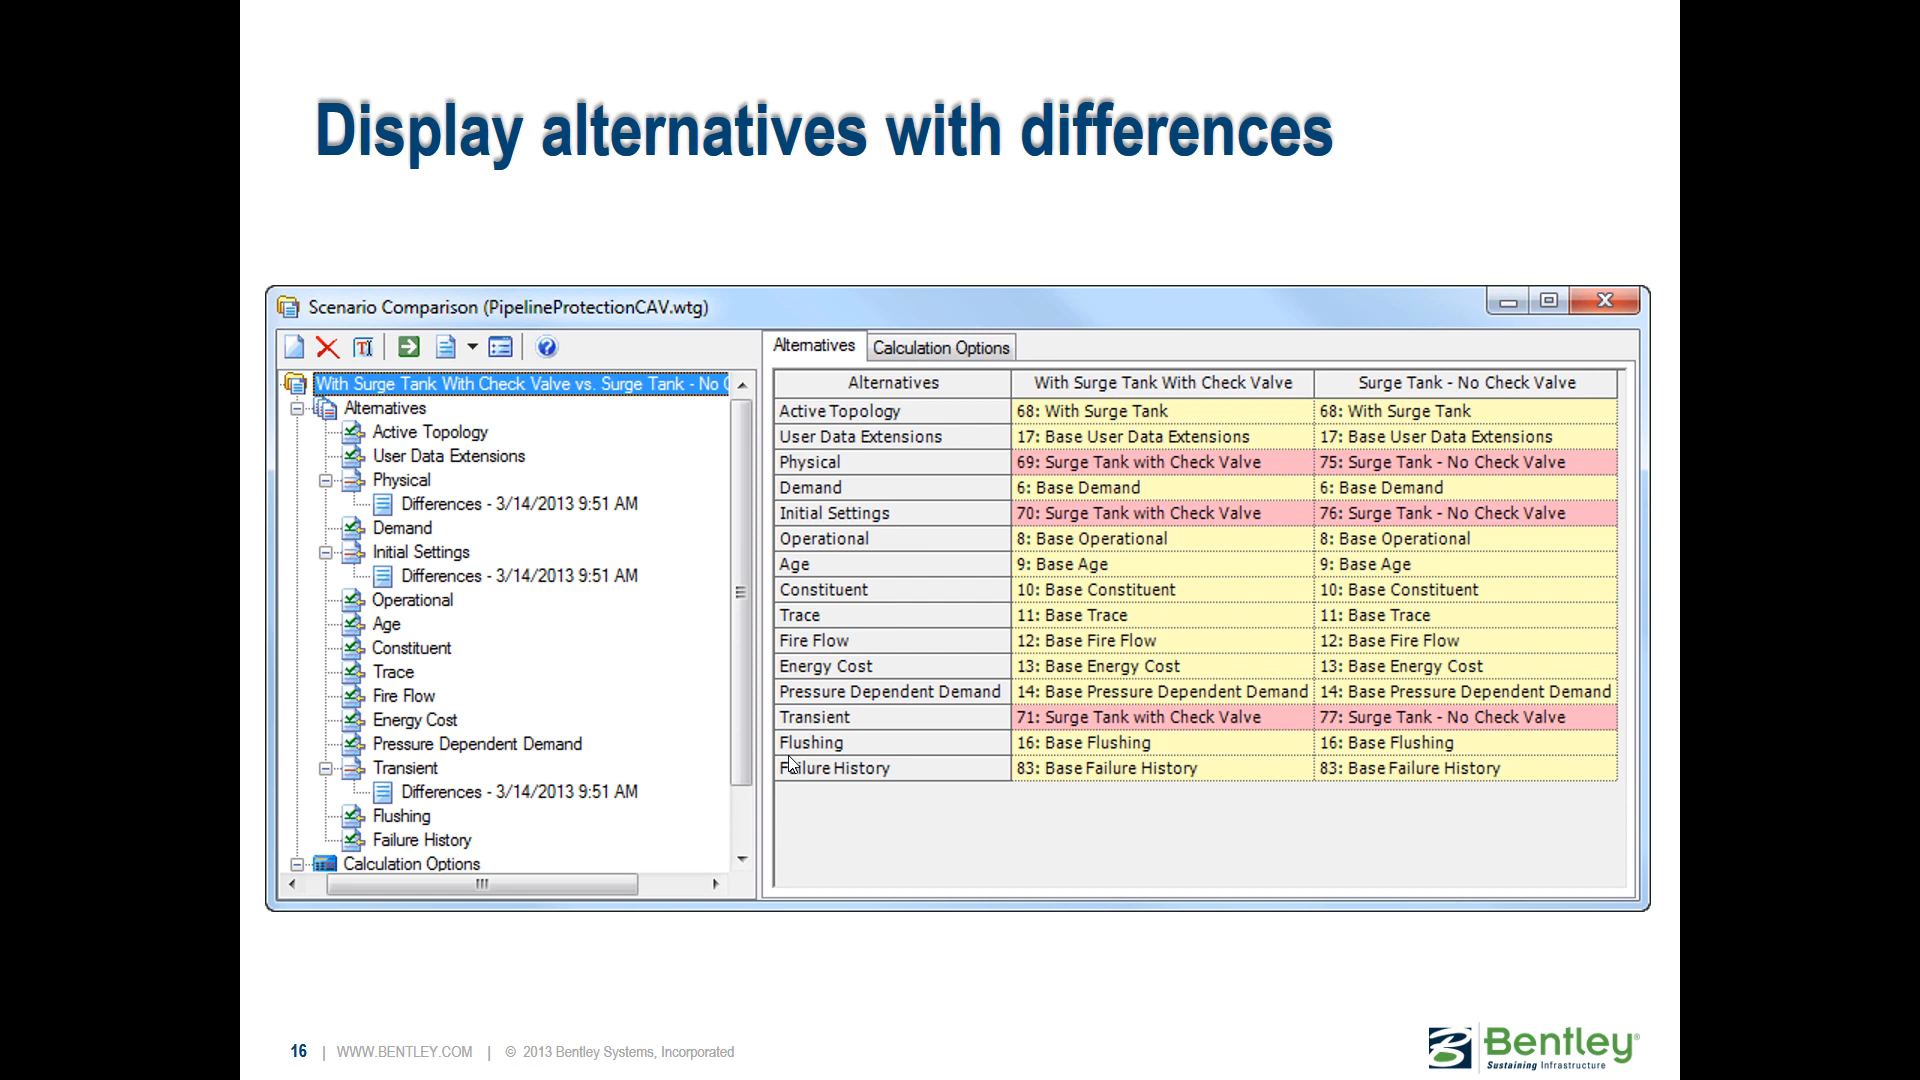 Display alternatives with differences
Scenario Comparison (PipelineProtectionCAV.wtg)
With Surge Tank With Check Valve vs. Surge Tank - No
Alternatives
Active Topology
User Data Extensions
Physical
Differences - 3/14/2013 9:51 AM
Demand
Initial Settings
Differences - 3/14/2013 9:51 AM
Operational
Age
Constituent
Trace
Fire Flow
Energy Cost
Pressure Dependent Demand
Transient
Differences - 3/14/2013 9:51 AM
Flushing
Failure History
Calculation Options
Alternatives Calculation Options
Alternatives With Surge Tank With Check Valve Surge Tank - No Check Valve
Active Topology 68: With Surge Tank 68: With Surge Tank
User Data Extensions 17: Base User Data Extensions 17: Base User Data Extensions
Physical 69: Surge Tank with Check Valve 75: Surge Tank - No Check Valve
Demand 6: Base Demand 6: Base Demand
Initial Settings 70: Surge Tank with Check Valve 76: Surge Tank - No Check Valve
Operational 8: Base Operational 8: Base Operational
Age 9: Base Age 9: Base Age
Constituent 10: Base Constituent 10: Base Constituent
Trace 11: Base Trace 11: Base Trace
Fire Flow 12: Base Fire Flow 12: Base Fire Flow
Energy Cost 13: Base Energy Cost 13: Base Energy Cost
Pressure Dependent Demand 14: Base Pressure Dependent Demand 14: Base Pressure Dependent Demand
Transient 71: Surge Tank with Check Valve 77: Surge Tank - No Check Valve
Flushing 16: Base Flushing 16: Base Flushing
Failure History 83: Base Failure History 83: Base Failure History
16 | WWW.BENTLEY.COM | © 2013 Bentley Systems, Incorporated
Bentley®
Sustaining Infrastructure